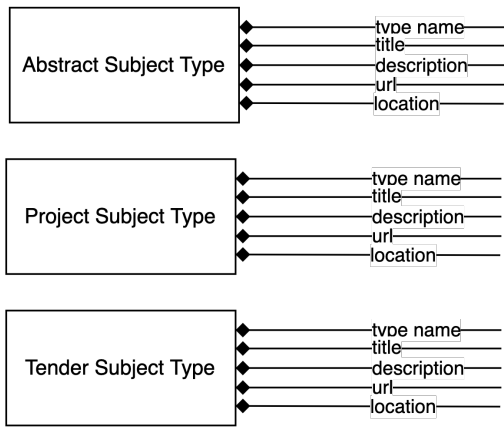 Abstract Subject Type
type name
title
description
url
location
Project Subject Type
type name
title
description
url
location
Tender Subject Type
type name
title
description
url
location